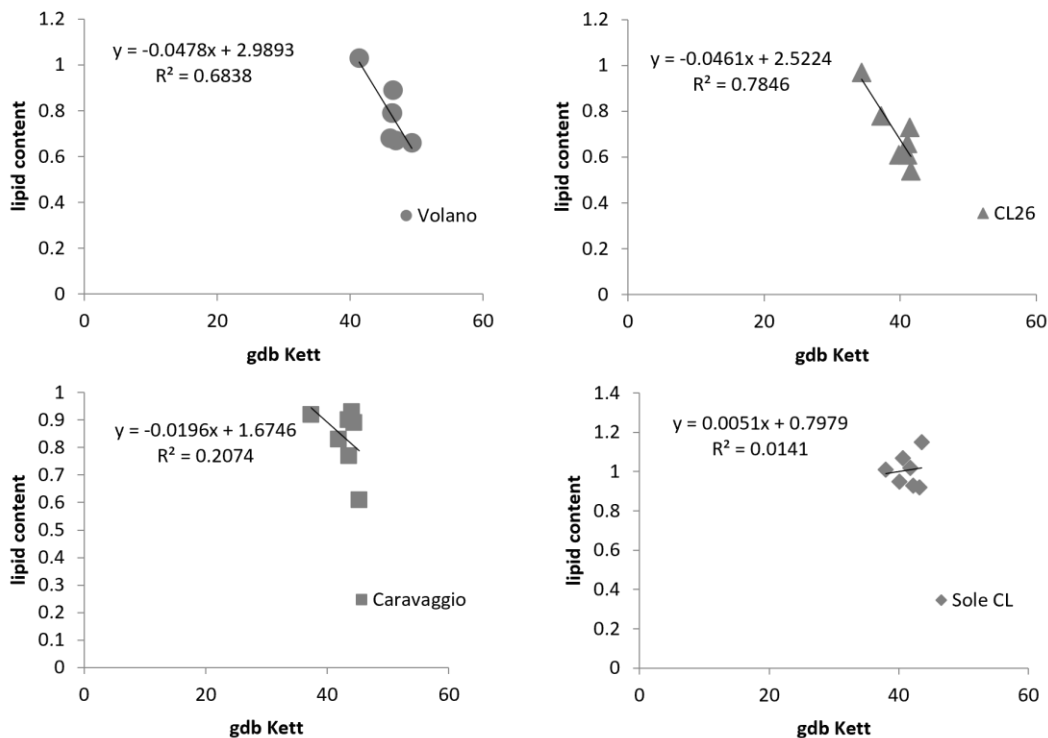 1.2
1
0.8
0.6
0.4
0.2
0
lipid content
y = -0.0478x + 2.9893
R² = 0.6838
Volano
0 20 40 60
gdb Kett
1.2
1
0.8
0.6
0.4
0.2
0
lipid content
y = -0.0461x + 2.5224
R² = 0.7846
CL26
0 20 40 60
gdb Kett
1
0.9
0.8
0.7
0.6
0.5
0.4
0.3
0.2
0.1
0
lipid content
y = -0.0196x + 1.6746
R² = 0.2074
Caravaggio
0 20 40 60
gdb Kett
1.4
1.2
1
0.8
0.6
0.4
0.2
0
lipid content
y = 0.0051x + 0.7979
R² = 0.0141
Sole CL
0 20 40 60
gdb Kett